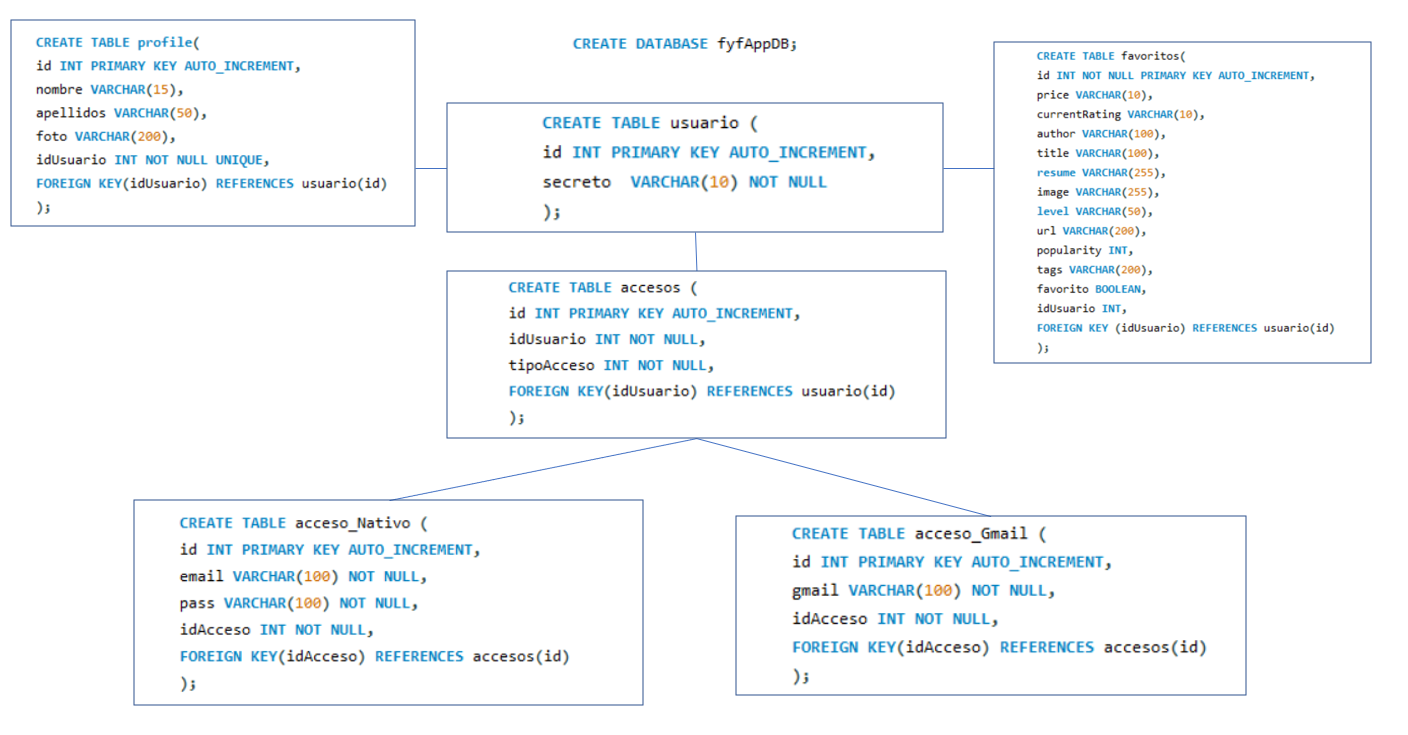 CREATE TABLE profile(
id INT PRIMARY KEY AUTO_INCREMENT,
nombre VARCHAR(15),
apellidos VARCHAR(50),
foto VARCHAR(200),
idUsuario INT NOT NULL UNIQUE,
FOREIGN KEY(idUsuario) REFERENCES usuario(id)
);
CREATE DATABASE fyfAppDB;
CREATE TABLE usuario (
id INT PRIMARY KEY AUTO_INCREMENT,
secreto  VARCHAR(10) NOT NULL
);
CREATE TABLE favoritos(
id INT NOT NULL PRIMARY KEY AUTO_INCREMENT,
price VARCHAR(10),
currentRating VARCHAR(10),
author VARCHAR(100),
title VARCHAR(100),
resume VARCHAR(255),
image VARCHAR(255),
level VARCHAR(50),
url VARCHAR(200),
popularity INT,
tags VARCHAR(200),
favorito BOOLEAN,
idUsuario INT,
FOREIGN KEY (idUsuario) REFERENCES usuario(id)
);
CREATE TABLE accesos (
id INT PRIMARY KEY AUTO_INCREMENT,
idUsuario INT NOT NULL,
tipoAcceso INT NOT NULL,
FOREIGN KEY(idUsuario) REFERENCES usuario(id)
);
CREATE TABLE acceso_Nativo (
id INT PRIMARY KEY AUTO_INCREMENT,
email VARCHAR(100) NOT NULL,
pass VARCHAR(100) NOT NULL,
idAcceso INT NOT NULL,
FOREIGN KEY(idAcceso) REFERENCES accesos(id)
);
CREATE TABLE acceso_Gmail (
id INT PRIMARY KEY AUTO_INCREMENT,
gmail VARCHAR(100) NOT NULL,
idAcceso INT NOT NULL,
FOREIGN KEY(idAcceso) REFERENCES accesos(id)
);